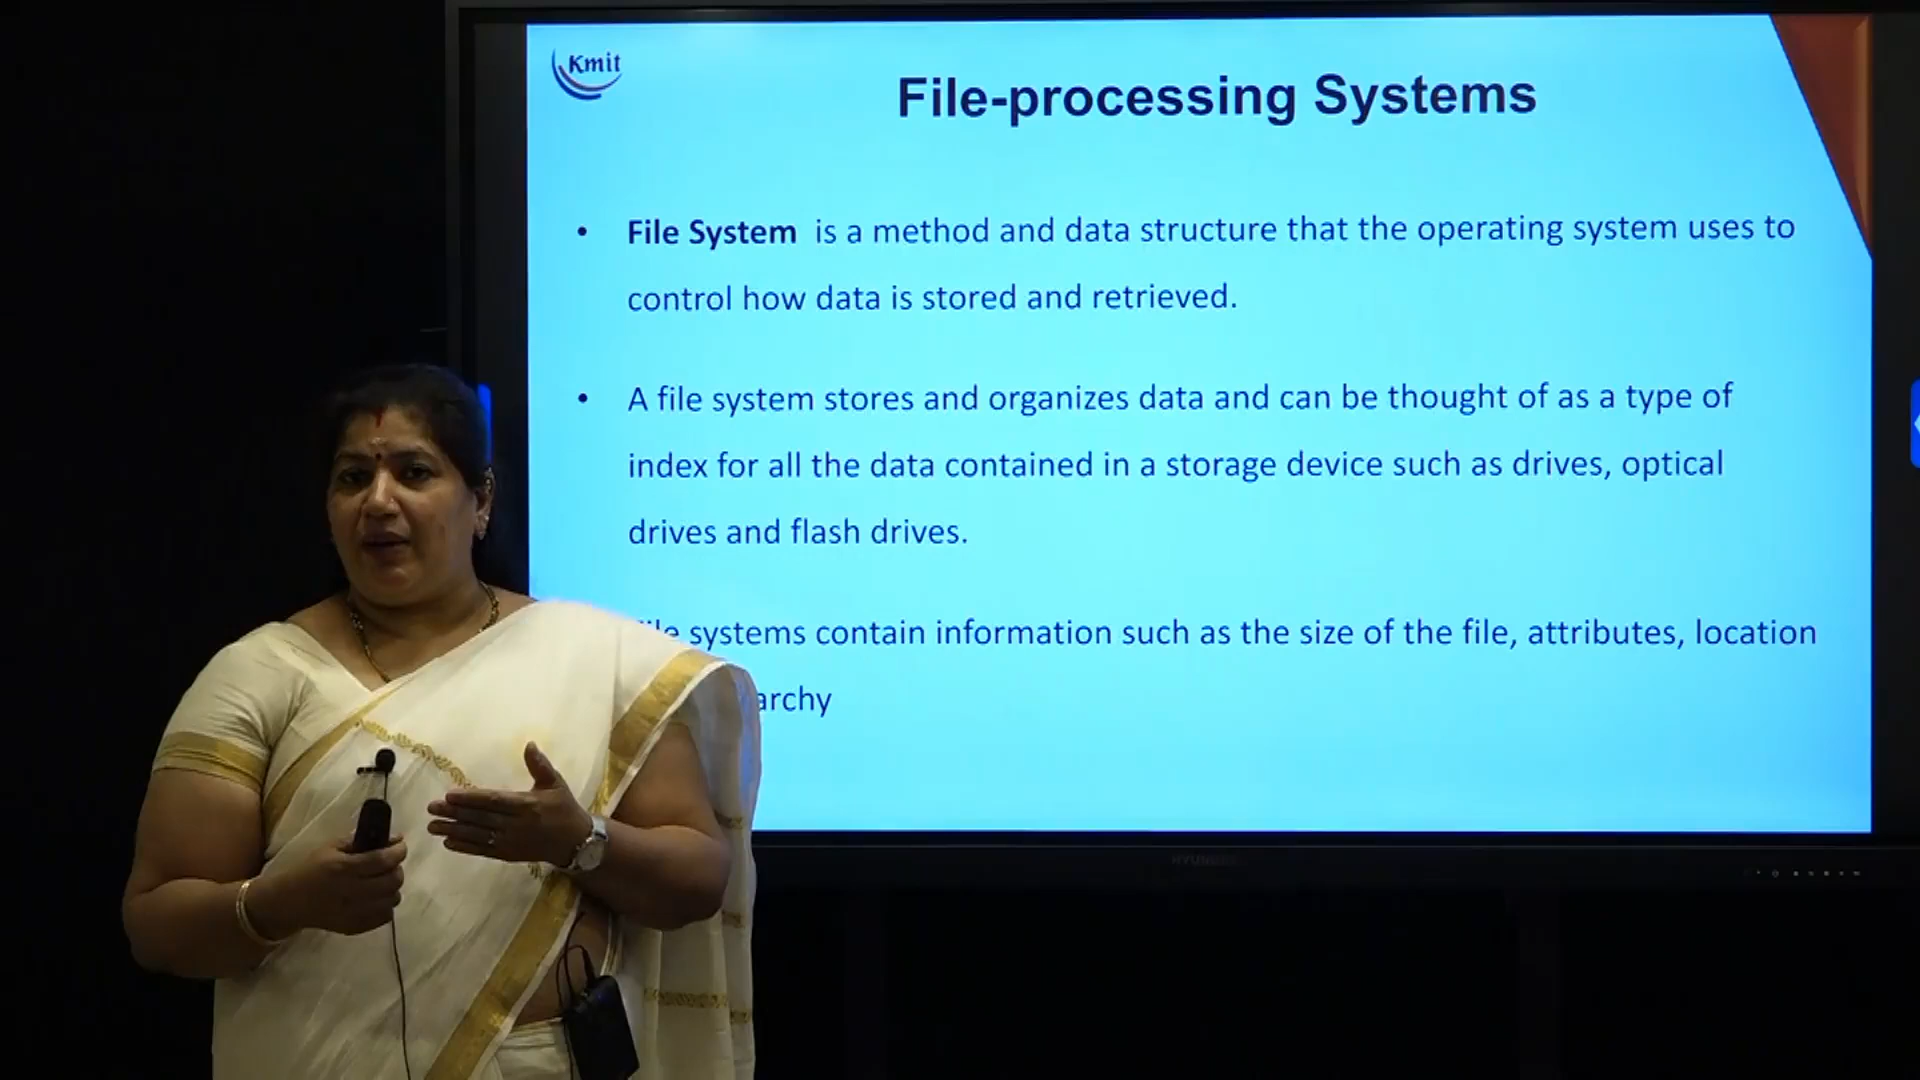 Kmit
File-processing Systems
• File System is a method and data structure that the operating system uses to
control how data is stored and retrieved.
• A file system stores and organizes data and can be thought of as a type of
index for all the data contained in a storage device such as drives, optical
drives and flash drives.
systems contain information such as the size of the file, attributes, location
archy